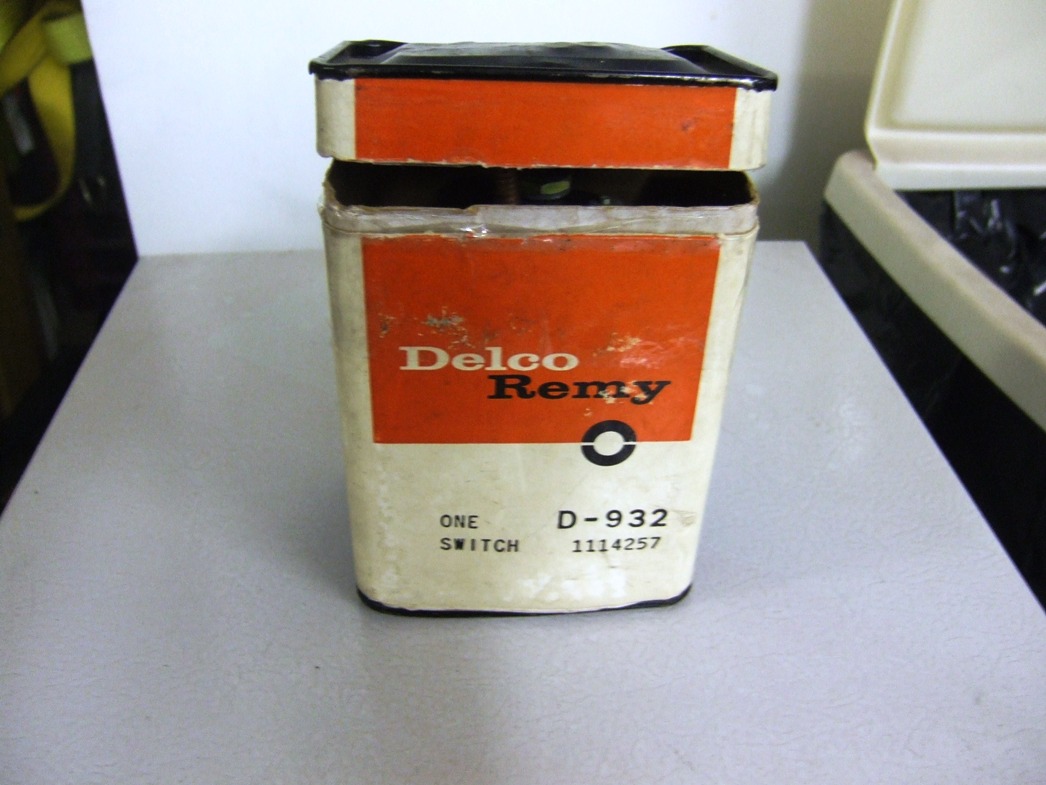 Delco
Remy
ONE D-932
SWITCH 1114257